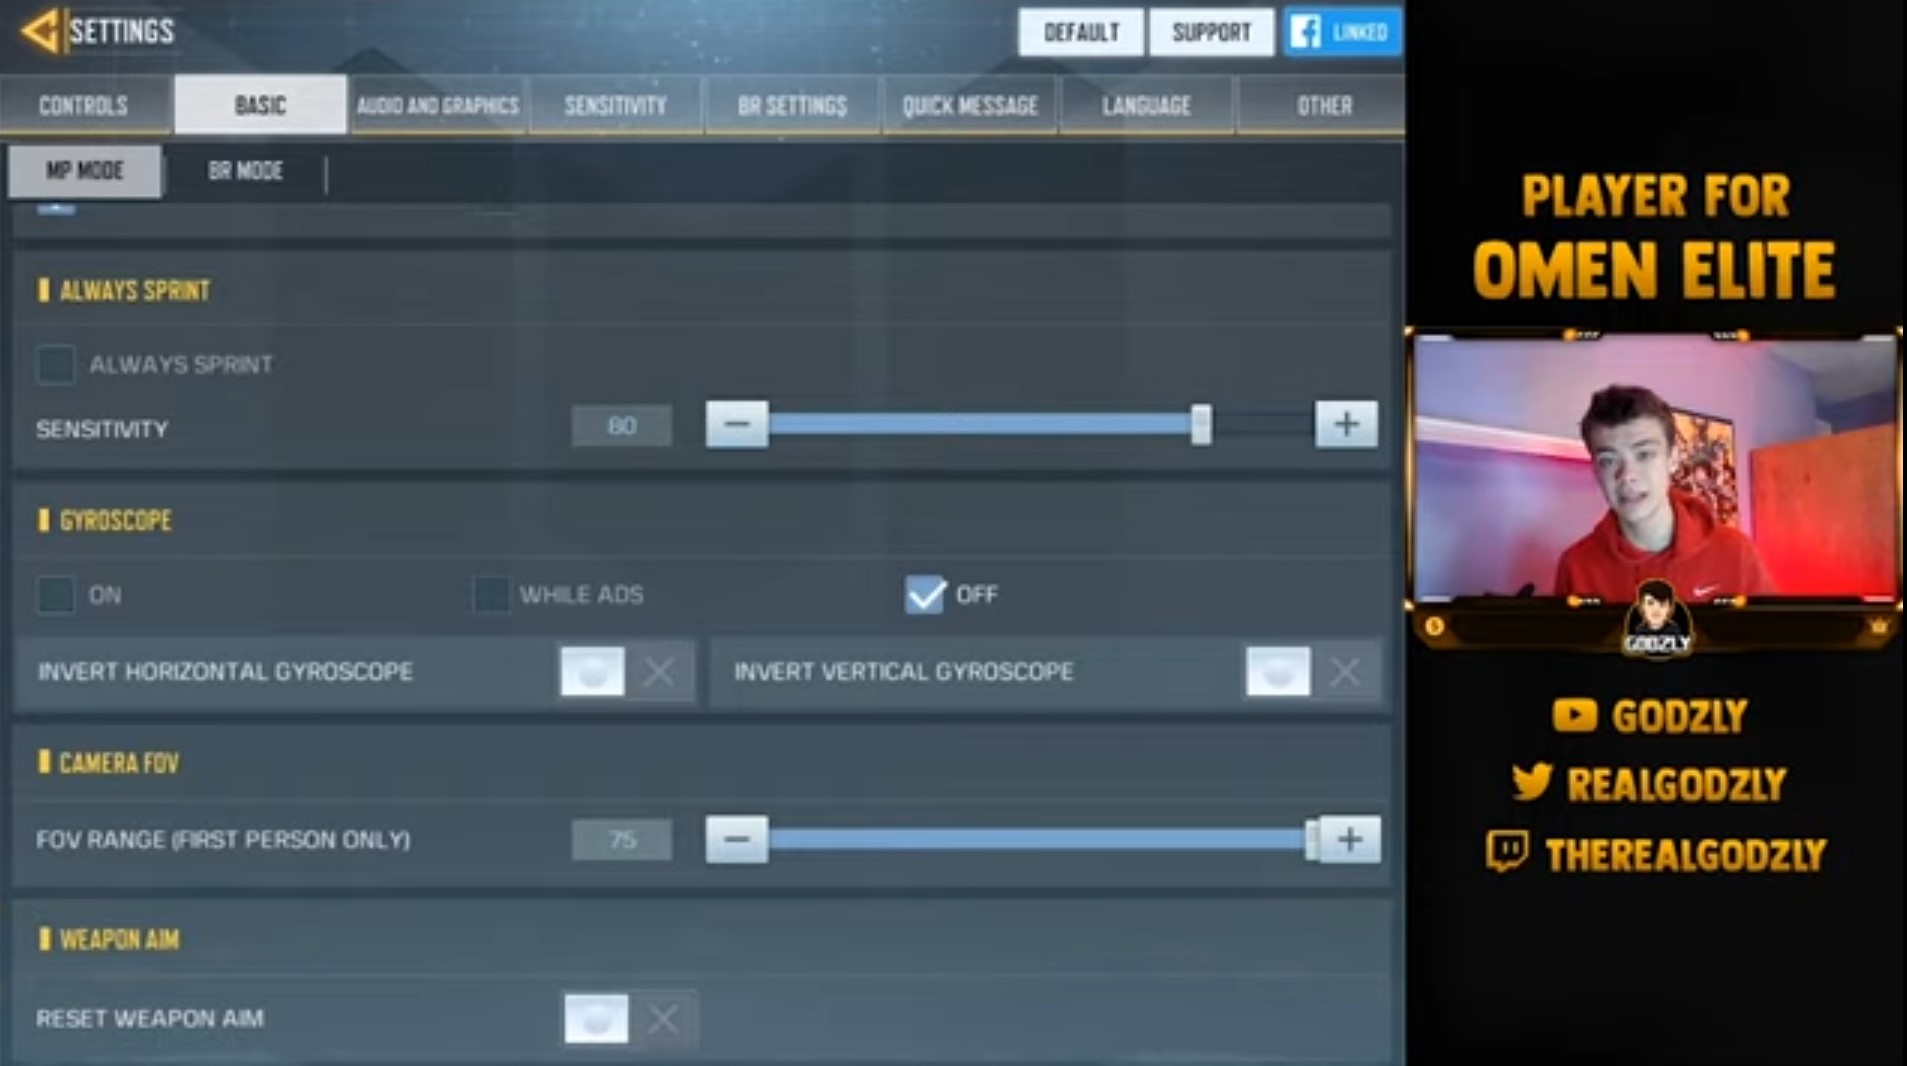 SETTINGS
DEFAULT
SUPPORT
LINKED
CONTROLS
BASIC
AUDIO AND GRAPHICS
SENSITIVITY
BR SETTINGS
QUICK MESSAGE
LANGUAGE
OTHER
MP MODE
BR MODE
ALWAYS SPRINT
ALWAYS SPRINT
SENSITIVITY
80
GYROSCOPE
ON
WHILE ADS
OFF
INVERT HORIZONTAL GYROSCOPE
INVERT VERTICAL GYROSCOPE
CAMERA FOV
FOV RANGE (FIRST PERSON ONLY)
75
WEAPON AIM
RESET WEAPON AIM
PLAYER FOR
OMEN ELITE
GODZLY
GODZLY
REALGODZLY
THEREALGODZLY